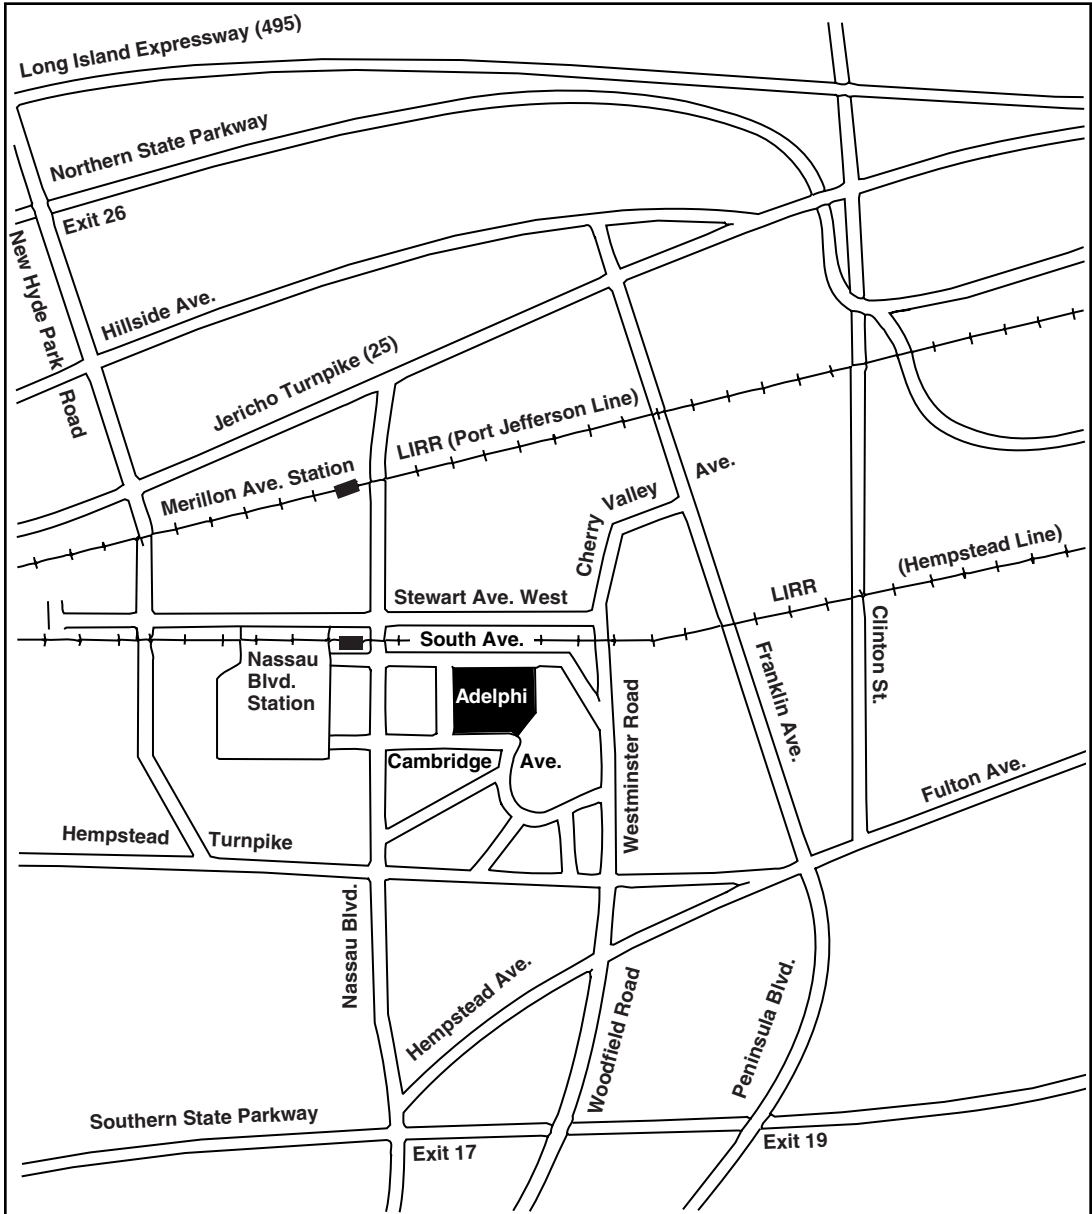 Long Island Expressway (495)
Northern State Parkway
Exit 26
New Hyde Park
Road
Hillside Ave.
Jericho Turnpike (25)
LIRR (Port Jefferson Line)
Merillon Ave. Station
Cherry
Valley
Ave.
(Hempstead Line)
LIRR
Stewart Ave. West
South Ave.
Nassau
Blvd.
Station
Adelphi
Clinton St.
Franklin Ave.
Westminster Road
Cambridge
Ave.
Fulton Ave.
Hempstead
Turnpike
Nassau Blvd.
Hempstead Ave.
Woodfield Road
Peninsula Blvd.
Southern State Parkway
Exit 17
Exit 19